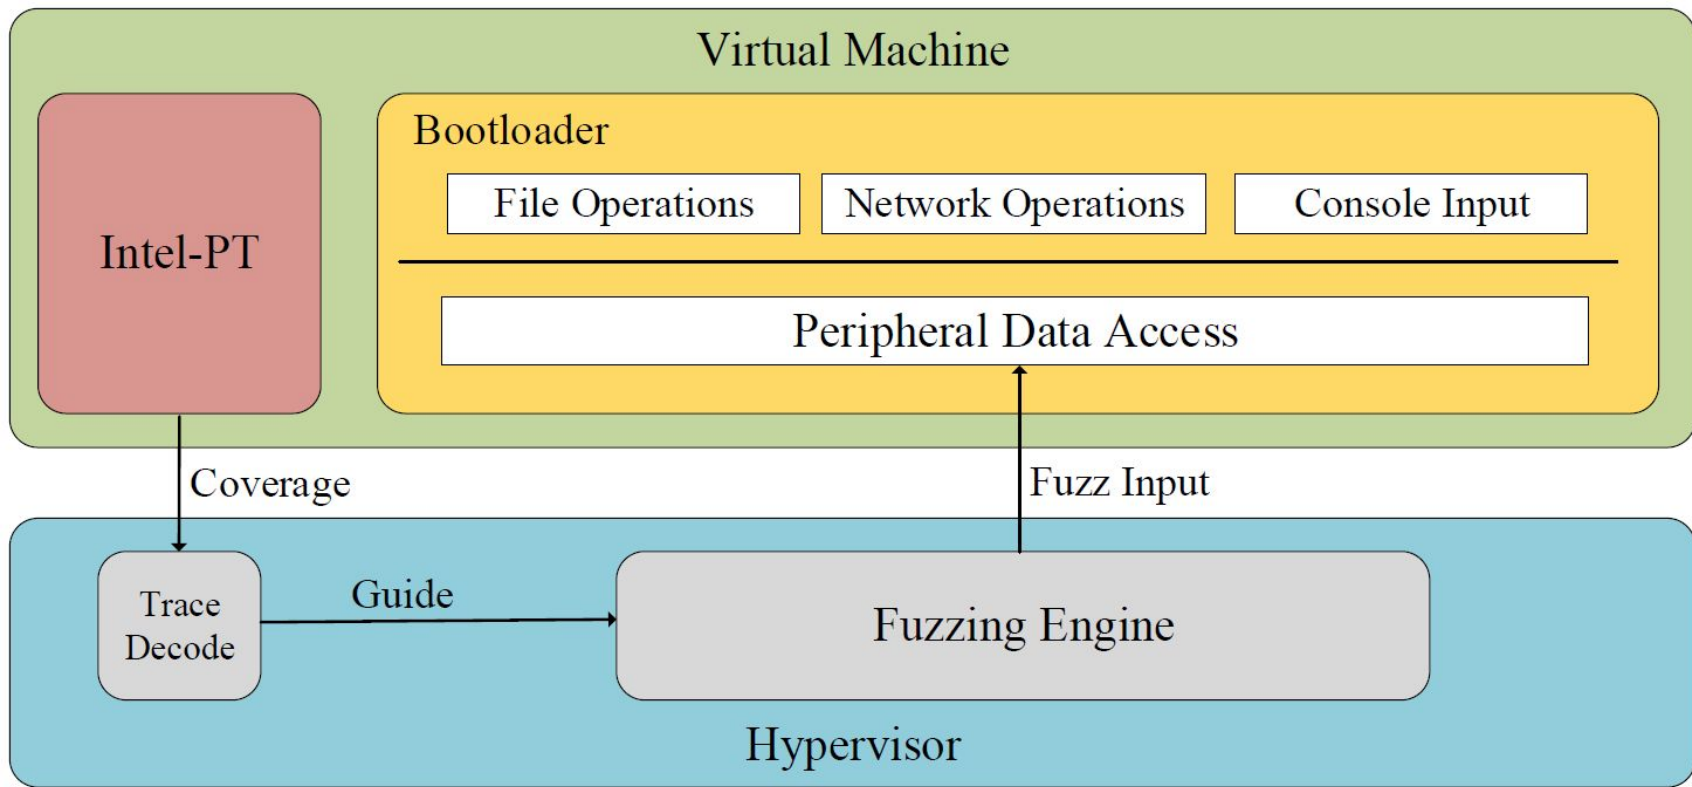 Virtual Machine
Intel-PT
Bootloader
File Operations
Network Operations
Console Input
Peripheral Data Access
Coverage
Fuzz Input
Trace
Decode
Guide
Fuzzing Engine
Hypervisor